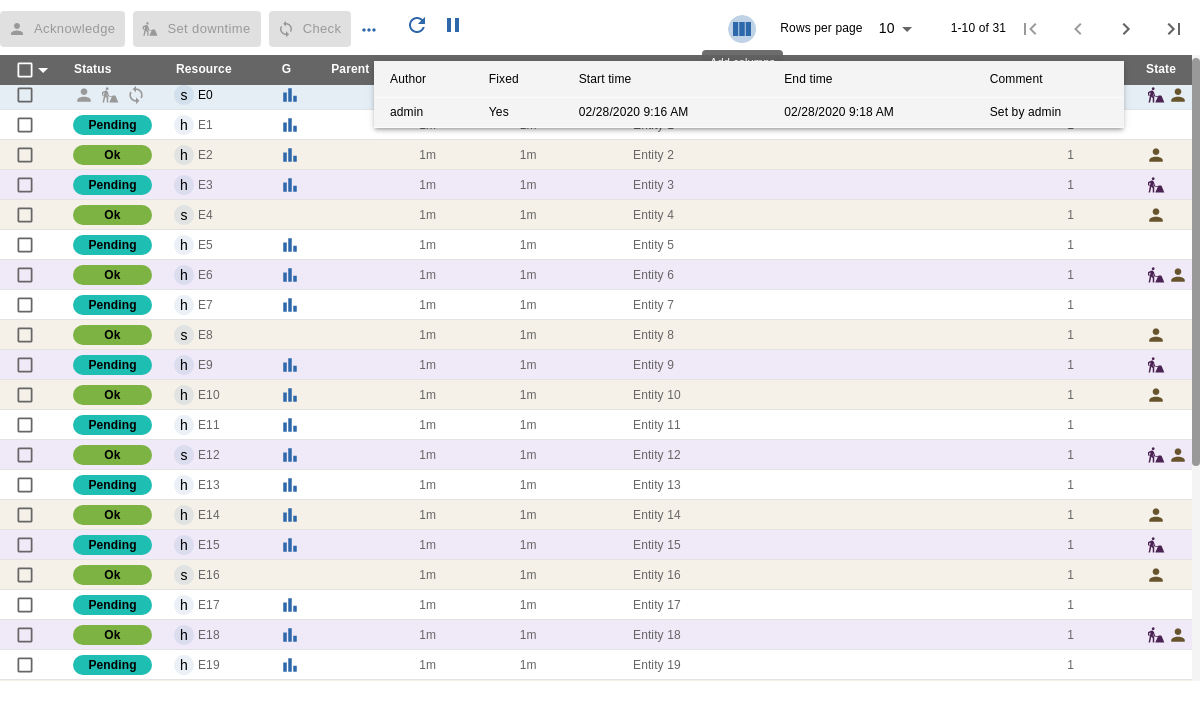 Acknowledge Set downtime Check Rows per page 10 1-10 of 31
Status Resource G Parent State
Author Fixed Start time End time Comment
admin Yes 02/28/2020 9:16 AM 02/28/2020 9:18 AM Set by admin
s E0
Pending h E1
Ok h E2 1m 1m Entity 2 1
Pending h E3 1m 1m Entity 3 1
Ok s E4 1m 1m Entity 4 1
Pending h E5 1m 1m Entity 5 1
Ok h E6 1m 1m Entity 6 1
Pending h E7 1m 1m Entity 7 1
Ok s E8 1m 1m Entity 8 1
Pending h E9 1m 1m Entity 9 1
Ok h E10 1m 1m Entity 10 1
Pending h E11 1m 1m Entity 11 1
Ok s E12 1m 1m Entity 12 1
Pending h E13 1m 1m Entity 13 1
Ok h E14 1m 1m Entity 14 1
Pending h E15 1m 1m Entity 15 1
Ok s E16 1m 1m Entity 16 1
Pending h E17 1m 1m Entity 17 1
Ok h E18 1m 1m Entity 18 1
Pending h E19 1m 1m Entity 19 1